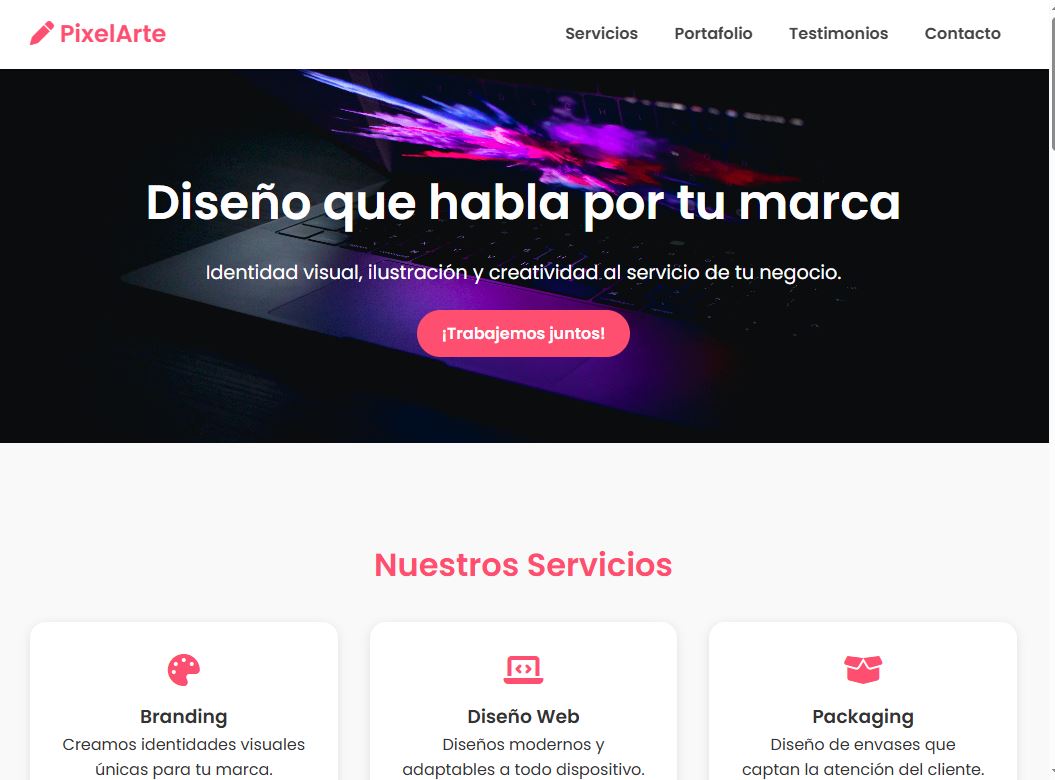 PixelArte
Servicios Portafolio Testimonios Contacto
Diseño que habla por tu marca
Identidad visual, ilustración y creatividad al servicio de tu negocio.
¡Trabajemos juntos!
Nuestros Servicios
Branding
Creamos identidades visuales
únicas para tu marca.
Diseño Web
Diseños modernos y
adaptables a todo dispositivo.
Packaging
Diseño de envases que
captan la atención del cliente.